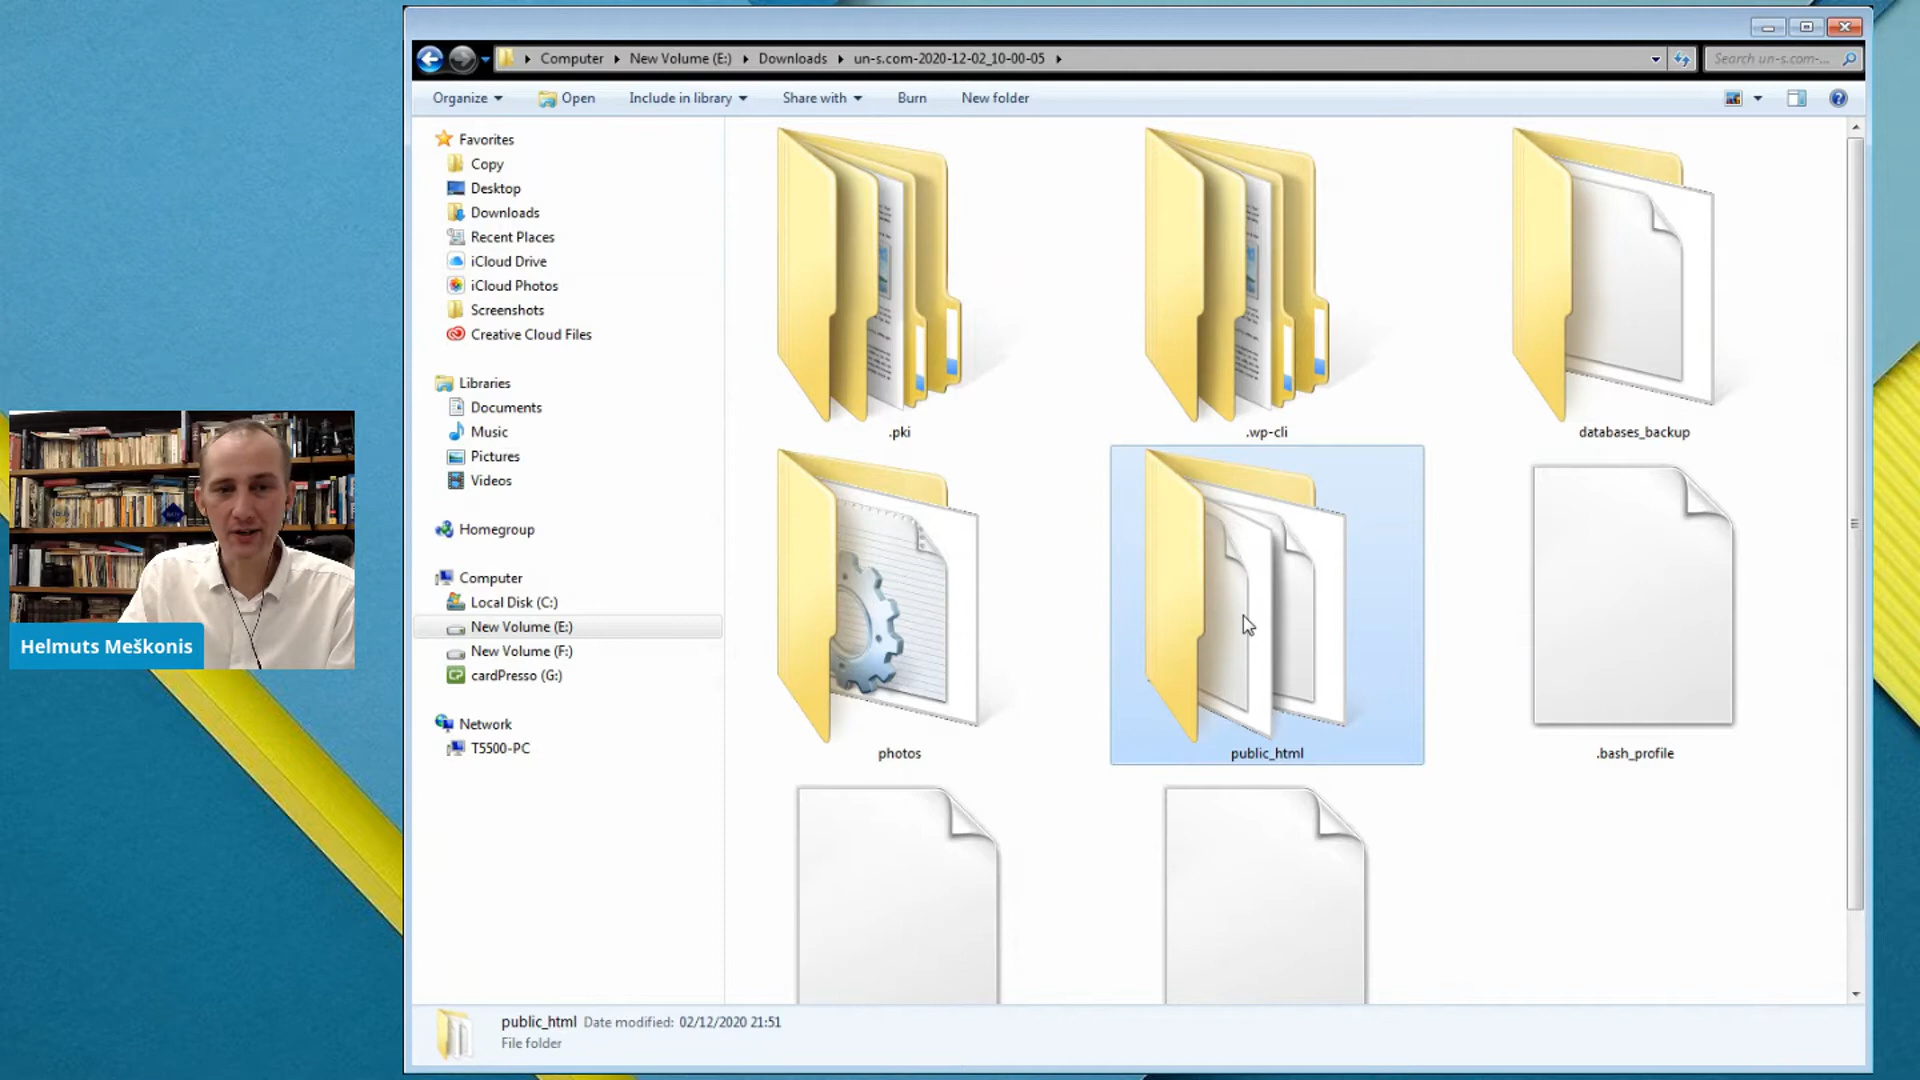 Computer
New Volume (E:)
Downloads
un-s.com-2020-12-02_10-00-05
Search un-s.com-...
Organize
Open
Include in library
Share with
Burn
New folder
Favorites
Copy
Desktop
Downloads
Recent Places
iCloud Drive
iCloud Photos
Screenshots
Creative Cloud Files
Libraries
Documents
Music
Pictures
Videos
Homegroup
Computer
Local Disk (C:)
New Volume (E:)
New Volume (F:)
cardPresso (G:)
Network
T5500-PC
.pki
.wp-cli
databases_backup
photos
public_html
.bash_profile
Helmuts Meškonis
public_html Date modified: 02/12/2020 21:51
File folder